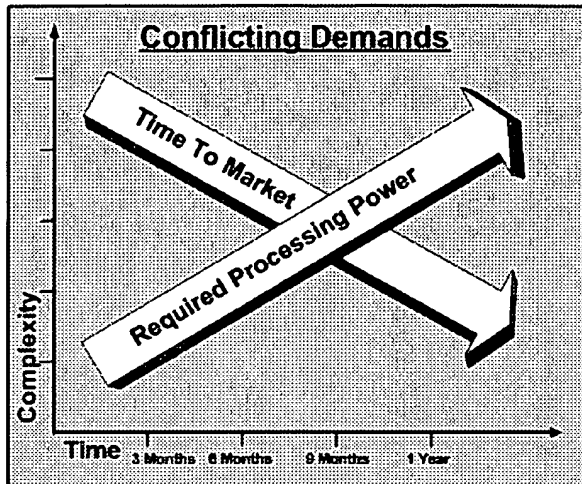 Conflicting Demands
Time To Market
Required Processing Power
Complexity
Time
3 Months
6 Months
9 Months
1 Year